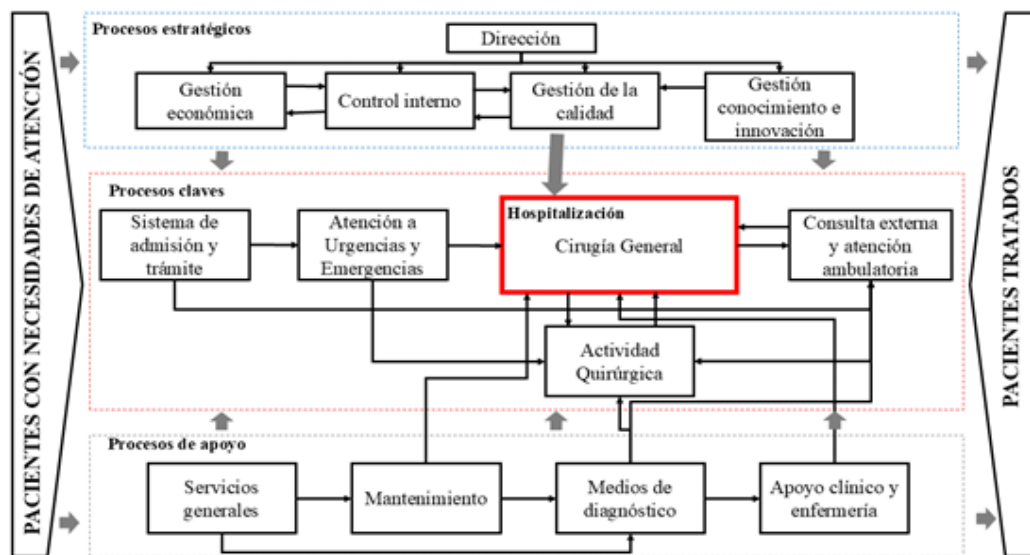 PACIENTES CON NECESIDADES DE ATENCIÓN
Procesos estratégicos
Dirección
Gestión
económica
Control interno
Gestión de la
calidad
Gestión
conocimiento e
innovación
Procesos claves
Sistema de
admisión y
trámite
Atención a
Urgencias y
Emergencias
Hospitalización
Cirugía General
Consulta externa
y atención
ambulatoria
Actividad
Quirúrgica
Procesos de apoyo
Servicios
generales
Mantenimiento
Medios de
diagnóstico
Apoyo clínico y
enfermería
PACIENTES TRATADOS